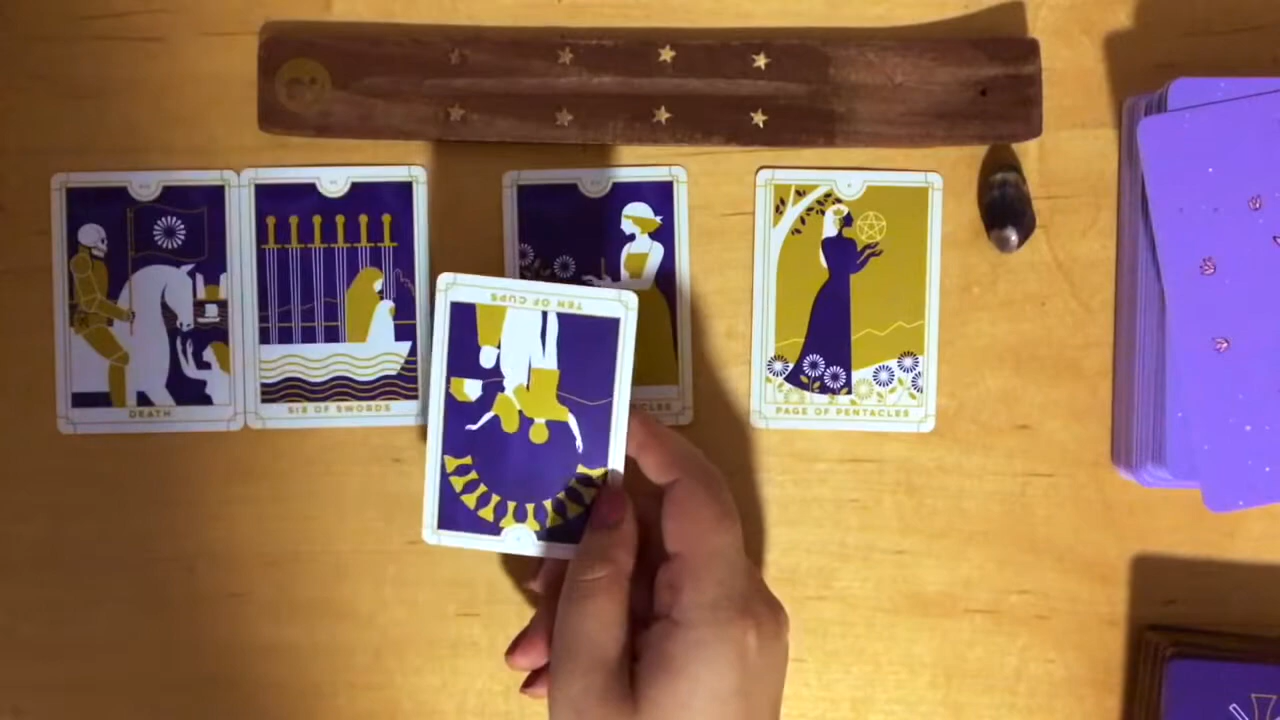 DEATH
SIX OF SWORDS
PAGE OF PENTACLES
TEN OF CUPS